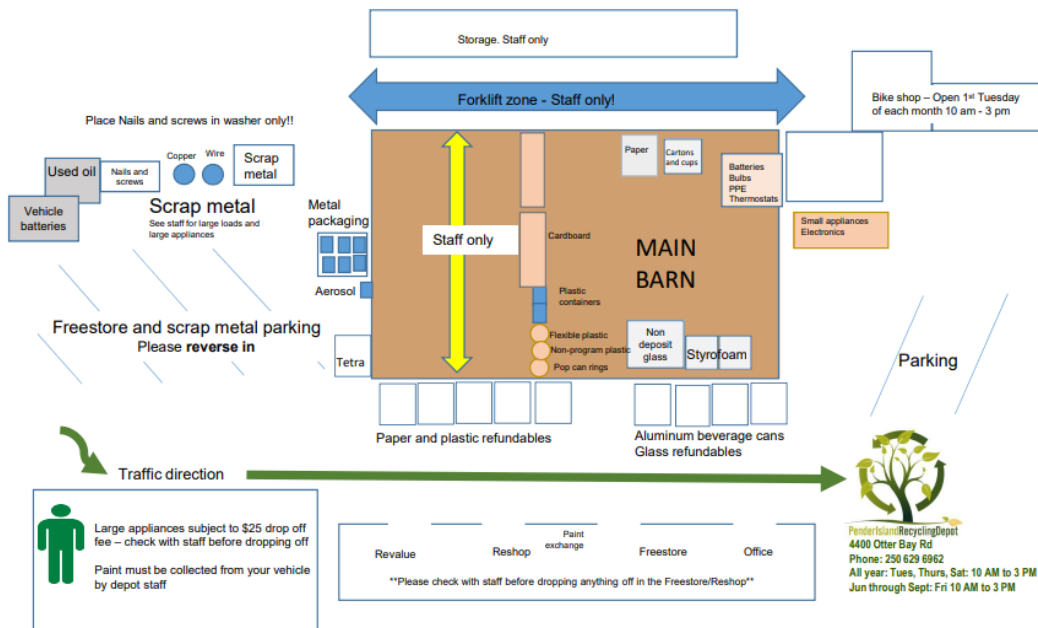 Storage. Staff only
Forklift zone - Staff only!
Bike shop – Open 1st Tuesday
of each month 10 am - 3 pm
Place Nails and screws in washer only!!
Used oil
Nails and
screws
Copper
Wire
Scrap
metal
Vehicle
batteries
Scrap metal
See staff for large loads and
large appliances
Metal
packaging
Aerosol
Freestore and scrap metal parking
Please reverse in
Tetra
Staff only
Cardboard
Plastic
containers
Flexible plastic
Non-program plastic
Pop can rings
Paper
Cartons
and cups
Batteries
Bulbs
PPE
Thermostats
MAIN
BARN
Non
deposit
glass
Styrofoam
Small appliances
Electronics
Parking
Paper and plastic refundables
Aluminum beverage cans
Glass refundables
Traffic direction
Large appliances subject to $25 drop off
fee – check with staff before dropping off
Paint must be collected from your vehicle
by depot staff
Revalue
Reshop
Paint
exchange
Freestore
Office
**Please check with staff before dropping anything off in the Freestore/Reshop**
PenderIslandRecyclingDepot
4400 Otter Bay Rd
Phone: 250 629 6962
All year: Tues, Thurs, Sat: 10 AM to 3 PM
Jun through Sept: Fri 10 AM to 3 PM